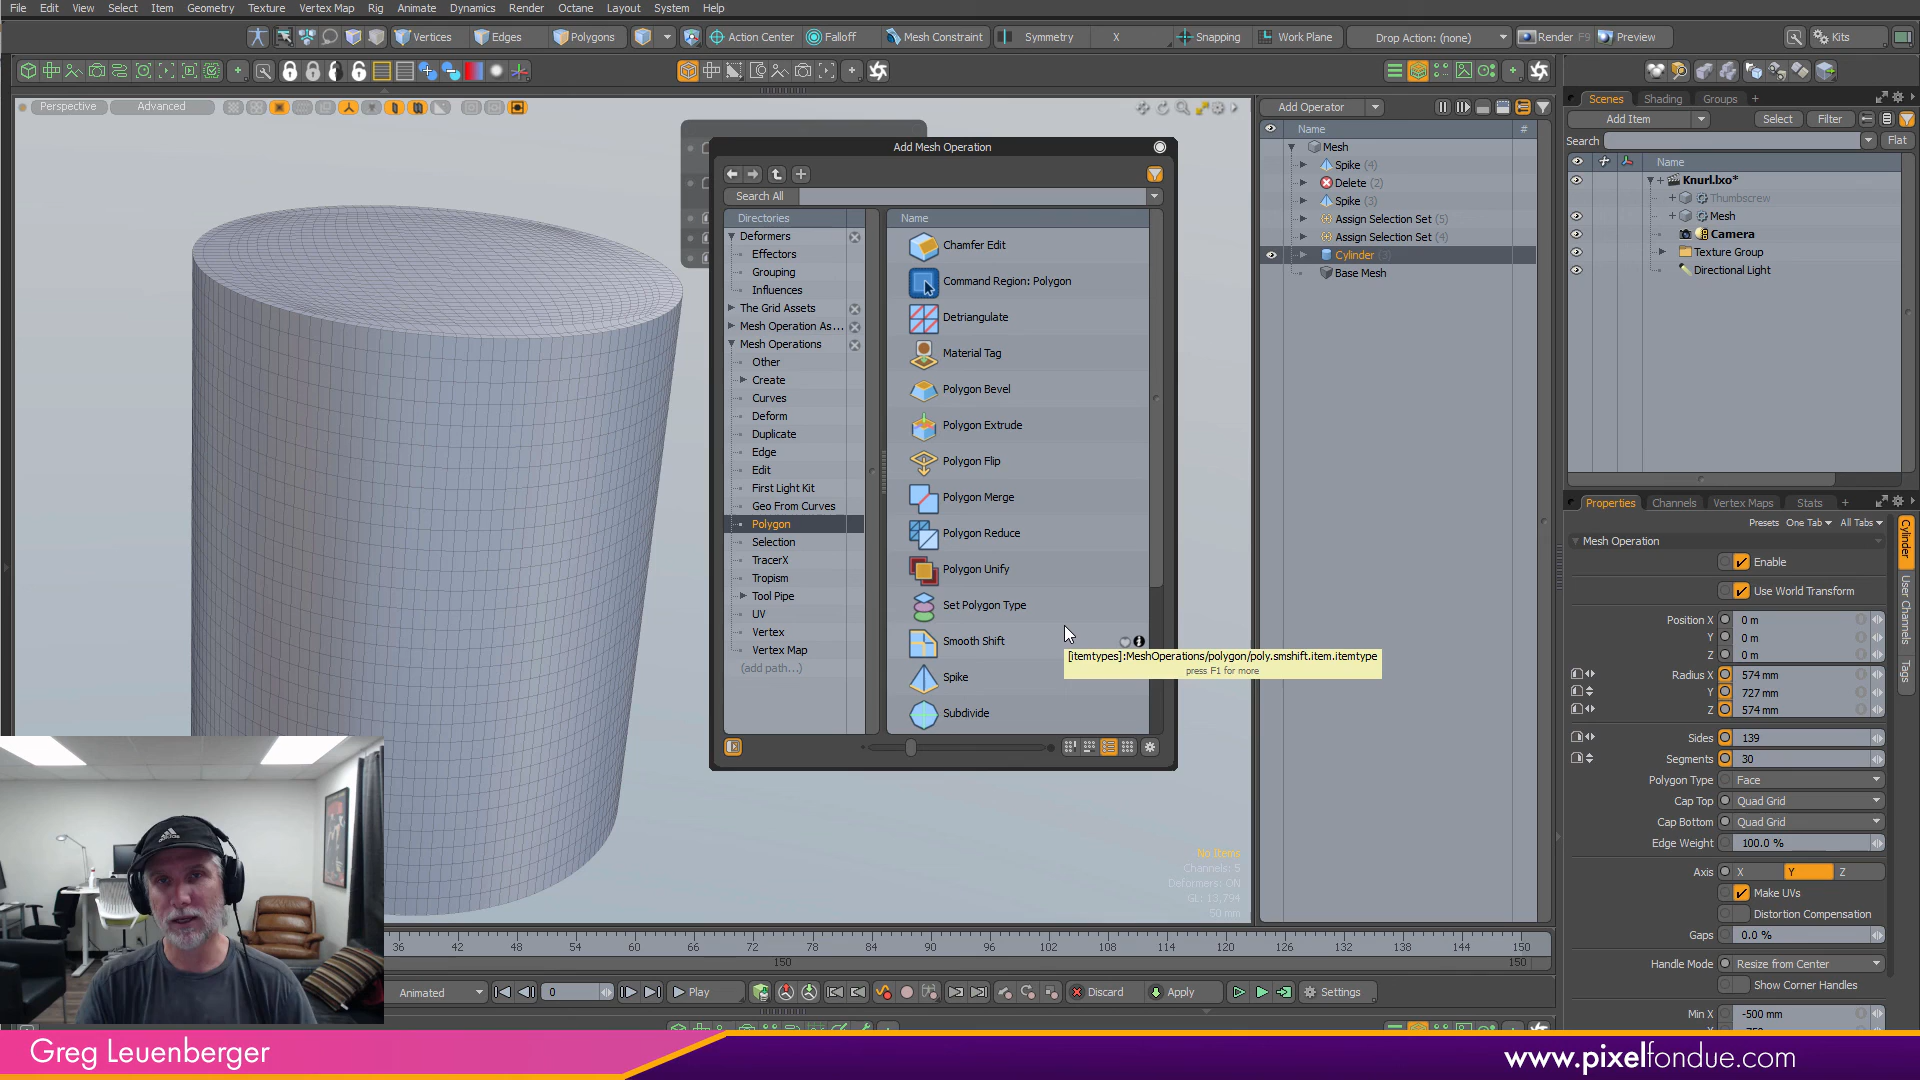 File Edit View Select Item Geometry Texture Vertex Map Rig Animate Dynamics Render Octane Layout System Help
Vertices Edges Polygons Action Center Falloff Mesh Constraint Symmetry X Snapping Work Plane Drop Action: (none) Render F9 Preview Kits
Perspective Advanced
Add Operator
Name #
Mesh
Spike (4)
Delete (2)
Spike (3)
Assign Selection Set (5)
Assign Selection Set (4)
Cylinder (3)
Base Mesh
Add Mesh Operation
Search All
Directories
Deformers
Effectors
Grouping
Influences
The Grid Assets
Mesh Operation As...
Mesh Operations
Other
Create
Curves
Deform
Duplicate
Edge
Edit
First Light Kit
Geo From Curves
Polygon
Selection
TracerX
Tropism
Tool Pipe
UV
Vertex
Vertex Map
(add path...)
Name
Chamfer Edit
Command Region: Polygon
Detriangulate
Material Tag
Polygon Bevel
Polygon Extrude
Polygon Flip
Polygon Merge
Polygon Reduce
Polygon Unify
Set Polygon Type
Smooth Shift
Spike
Subdivide
[itemtypes]:MeshOperations/polygon/poly.smshift.item.itemtype
press F1 for more
No Items
Channels: 5
Deformers: ON
GL: 13,794
50 mm
Scenes Shading Groups +
Add Item Select Filter
Search Flat
Name
Knurl.lxo*
Thumbscrew
Mesh
Camera
Texture Group
Directional Light
Properties Channels Vertex Maps Stats +
Presets One Tab All Tabs
Mesh Operation
Enable
Use World Transform
Position X 0 m
Y 0 m
Z 0 m
Radius X 574 mm
Y 727 mm
Z 574 mm
Sides 139
Segments 30
Polygon Type Face
Cap Top Quad Grid
Cap Bottom Quad Grid
Edge Weight 100.0 %
Axis X Y Z
Make UVs
Distortion Compensation
Gaps 0.0 %
Handle Mode Resize from Center
Show Corner Handles
Min X -500 mm
Cylinder
User Channels
Tags
36 42 48 54 60 66 72 78 84 90 96 102 108 114 120 126 132 138 144 150
150 150
Animated 0 Play Discard Apply Settings
Greg Leuenberger
www.pixelfondue.com